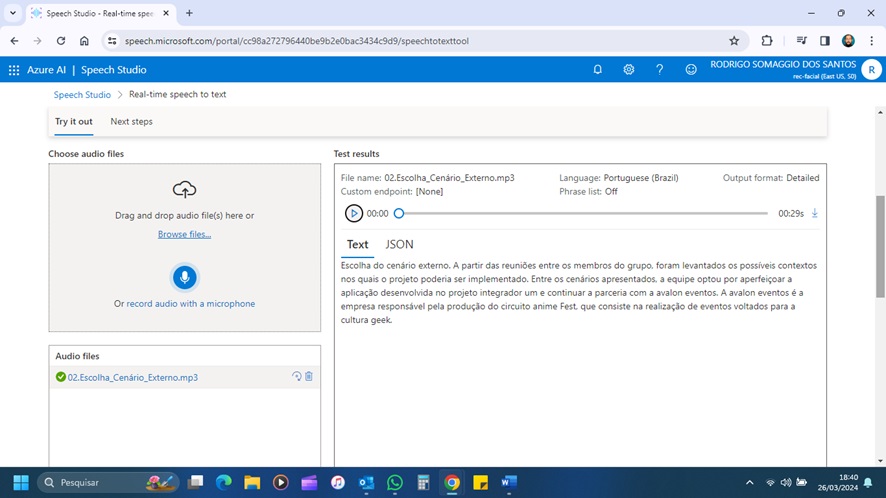 Speech Studio - Real-time speec
speech.microsoft.com/portal/cc98a272796440be9b2e0bac3434c9d9/speechtotexttool
Azure AI | Speech Studio
RODRIGO SOMAGGIO DOS SANTOS
rec-facial (East US, S0)
R
Speech Studio > Real-time speech to text
Try it out Next steps
Choose audio files
Drag and drop audio file(s) here or
Browse files...
Or record audio with a microphone
Audio files
02.Escolha_Cenário_Externo.mp3
Test results
File name: 02.Escolha_Cenário_Externo.mp3 Language: Portuguese (Brazil) Output format: Detailed
Custom endpoint: [None] Phrase list: Off
00:00 00:29s
Text JSON
Escolha do cenário externo. A partir das reuniões entre os membros do grupo, foram levantados os possíveis contextos
nos quais o projeto poderia ser implementado. Entre os cenários apresentados, a equipe optou por aperfeiçoar a
aplicação desenvolvida no projeto integrador um e continuar a parceria com a avalon eventos. A avalon eventos é a
empresa responsável pela produção do circuito anime Fest, que consiste na realização de eventos voltados para a
cultura geek.
Pesquisar
18:40
26/03/2024